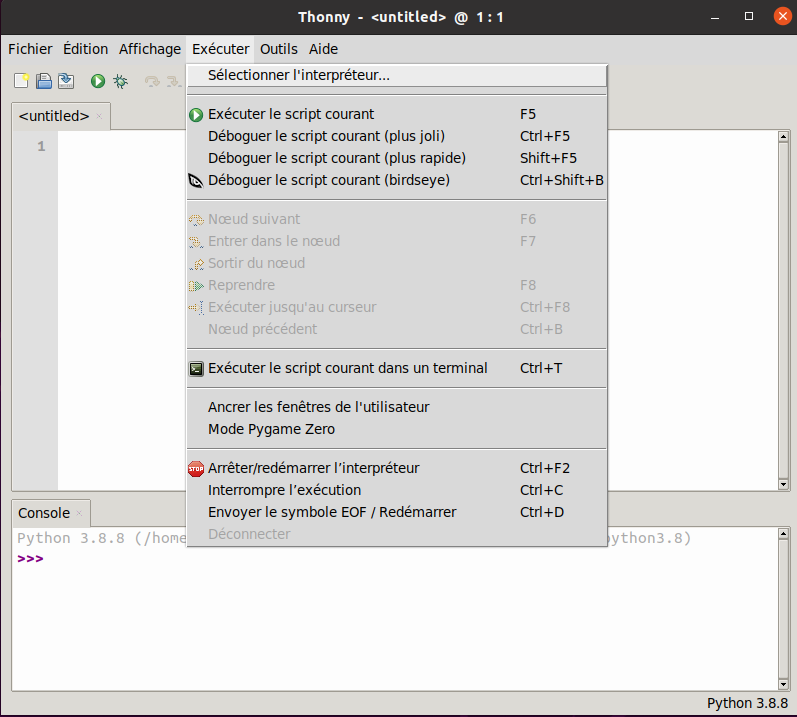 Thonny - <untitled> @ 1 : 1
Fichier Édition Affichage Exécuter Outils Aide
Sélectionner l'interpréteur...
<untitled> ×
1
Exécuter le script courant F5
Déboguer le script courant (plus joli) Ctrl+F5
Déboguer le script courant (plus rapide) Shift+F5
Déboguer le script courant (birdseye) Ctrl+Shift+B
Nœud suivant F6
Entrer dans le nœud F7
Sortir du nœud
Reprendre F8
Exécuter jusqu'au curseur Ctrl+F8
Nœud précédent Ctrl+B
Exécuter le script courant dans un terminal Ctrl+T
Ancrer les fenêtres de l'utilisateur
Mode Pygame Zero
STOP Arrêter/redémarrer l’interpréteur Ctrl+F2
Interrompre l’exécution Ctrl+C
Envoyer le symbole EOF / Redémarrer Ctrl+D
Déconnecter
Console ×
Python 3.8.8 (/home ython3.8)
>>>
Python 3.8.8